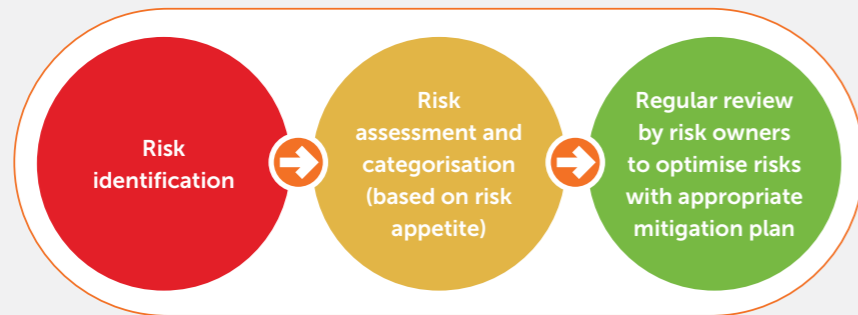 Risk
identification
Risk
assessment and
categorisation
(based on risk
appetite)
Regular review
by risk owners
to optimise risks
with appropriate
mitigation plan